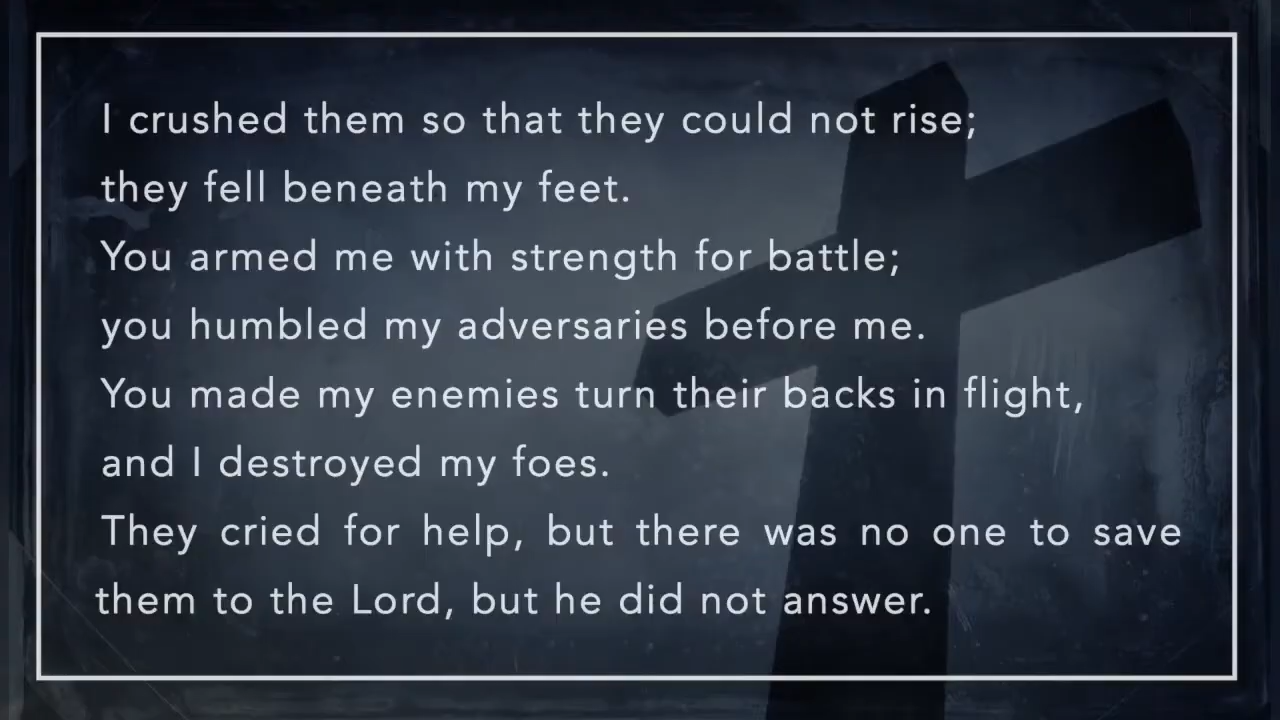 I crushed them so that they could not rise;
they fell beneath my feet.
You armed me with strength for battle;
you humbled my adversaries before me.
You made my enemies turn their backs in flight,
and I destroyed my foes.
They cried for help, but there was no one to save
them to the Lord, but he did not answer.